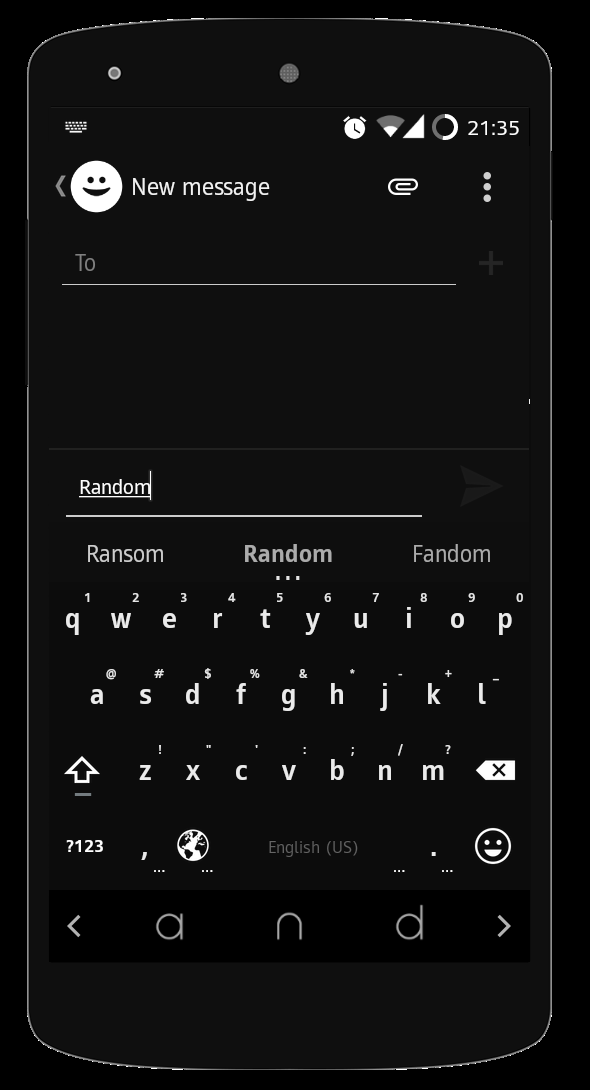 21:35
New message
To
Random
Ransom Random Fandom
1 2 3 4 5 6 7 8 9 0
q w e r t y u i o p
@ # $ % & * - + _
a s d f g h j k l
! " ' : ; / ?
z x c v b n m
?123 , English (US) .